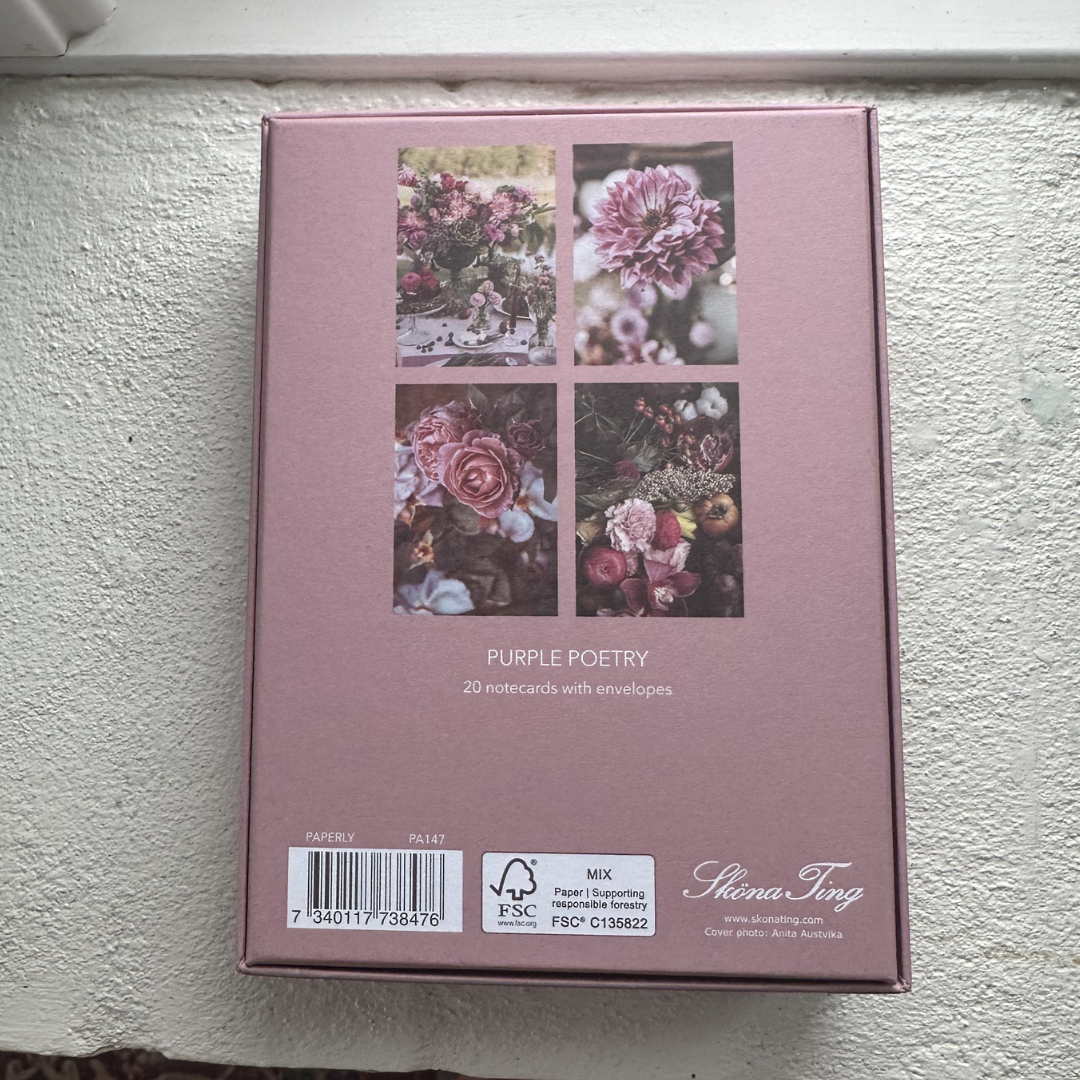 PURPLE POETRY
20 notecards with envelopes
PAPERLY PA147
7 340117 738476
FSC®
www.fsc.org
MIX
Paper | Supporting
responsible forestry
FSC® C135822
Sköna Ting
www.skonating.com
Cover photo: Anita Austvika